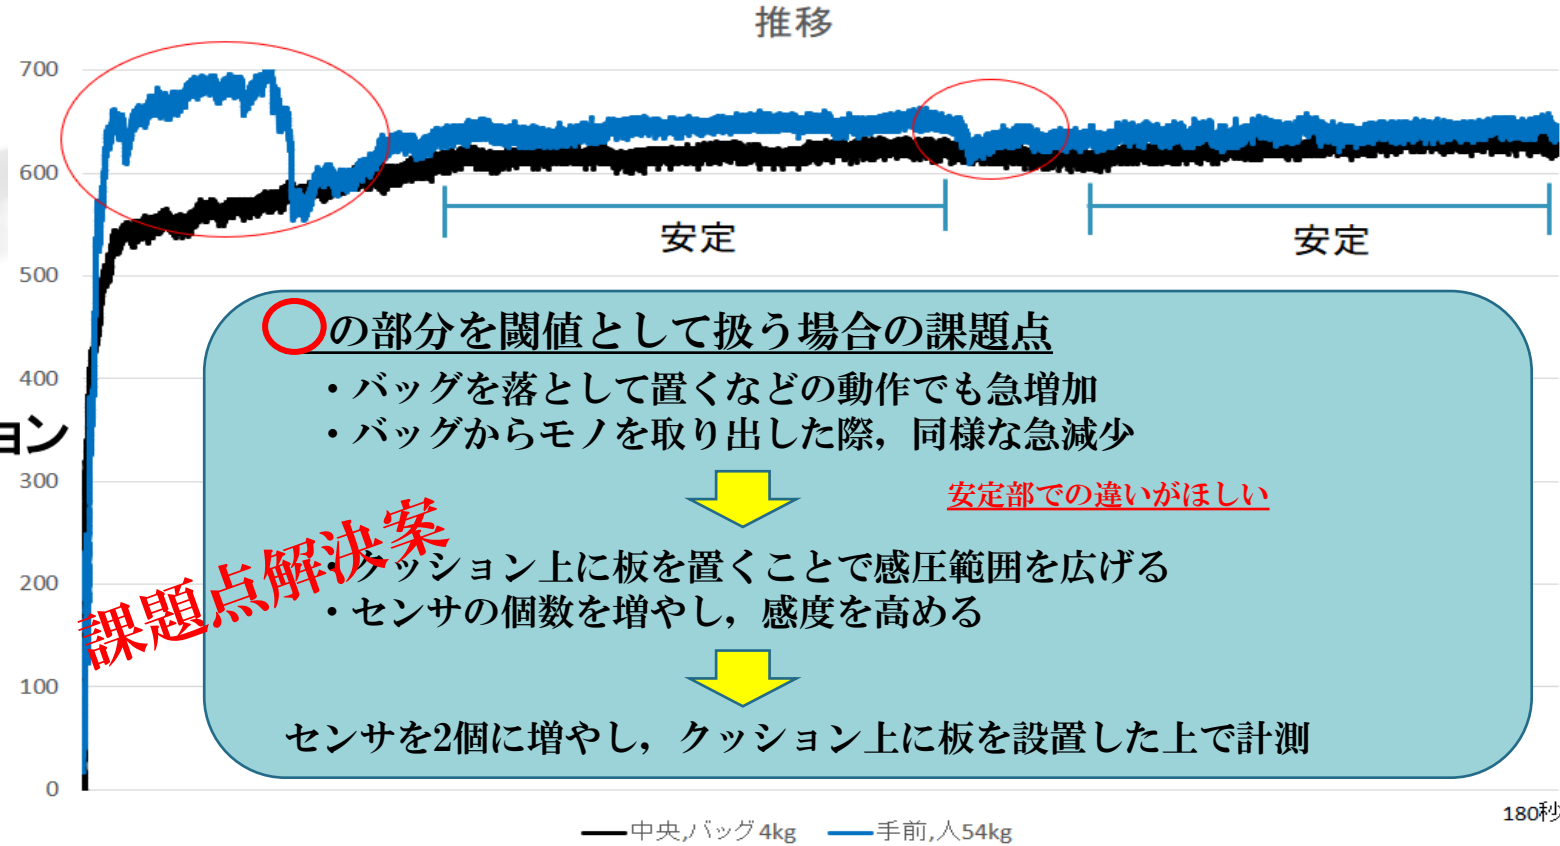 推移
700
600
500
400
300
200
100
0
安定
安定
の部分を閾値として扱う場合の課題点
・バッグを落として置くなどの動作でも急増加
・バッグからモノを取り出した際，同様な急減少
安定部での違いがほしい
ョン
課題点解決案
・クッション上に板を置くことで感圧範囲を広げる
・センサの個数を増やし，感度を高める
センサを2個に増やし，クッション上に板を設置した上で計測
180秒
中央,バッグ4kg
手前,人54kg